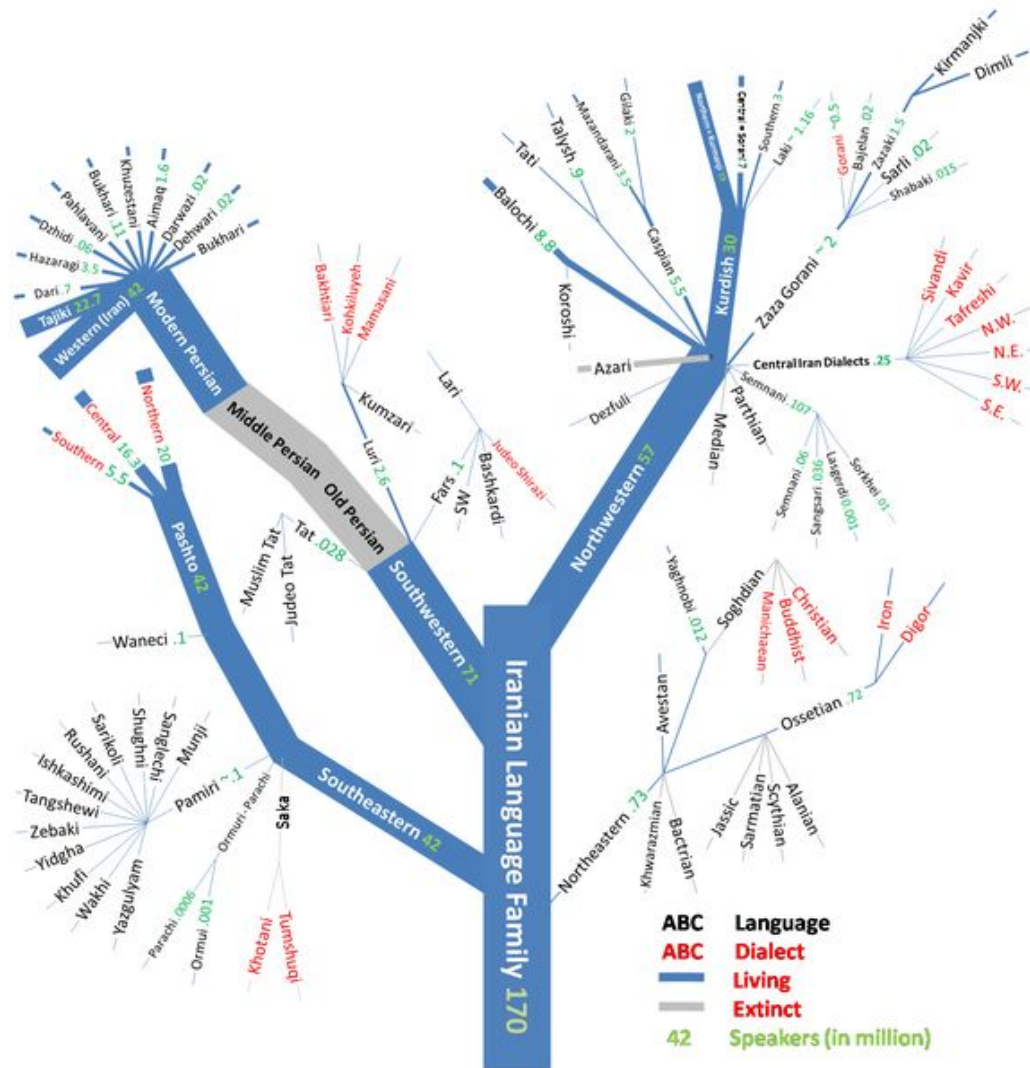 Kirmanjki
Dimli
Zazaki 1.5
Gorani ~0.5
Bajelan .02
Sarli .02
Shabaki .015
Zaza Gorani ~ 2
Central = Sorani 7
Southern 3
Laki ~ 1.16
Kurdish 30
Gilaki 2
Mazandarani 3.5
Caspian 5.5
Talysh .9
Tati
Balochi 8.8
Koroshi
Azari
Dezfuli
Median
Parthian
Central Iran Dialects .25
Sivandi
Kavir
Tafreshi
N.W.
N.E.
S.W.
S.E.
Semnani .107
Semnani .06
Sangsari .036
Lasgerdi 0.001
Sorkhei .01
Northwestern 57
Bukhari
Dehwari .02
Darwazi .02
Aimaq 1.6
Khuzestani
Bukhari .11
Pahlavani
Dzhidi .06
Hazaragi 3.5
Dari .7
Tajiki 22.7
Western (Iran) 42
Modern Persian
Middle Persian
Old Persian
Bakhtiari
Kohkiluyeh
Mamasani
Kumzari
Luri 2.6
Lari
Fars .1
SW
Bashkardi
Judeo Shirazi
Tat .028
Muslim Tat
Judeo Tat
Southwestern 71
Northern 20
Central 16.3
Southern 5.5
Pashto 42
Waneci .1
Pamiri ~.1
Munji
Sanglechi
Shughni
Sarikoli
Rushani
Ishkashimi
Tangshewi
Zebaki
Yidgha
Khufi
Wakhi
Yazgulyam
Ormuri - Parachi
Parachi .0006
Ormui .001
Saka
Khotani
Tumshuqi
Southeastern 42
Yaghnobi .012
Soghdian
Manichaean
Buddhist
Christian
Awestan
Khwarazmian
Bactrian
Ossetian .72
Iron
Digor
Jassic
Sarmatian
Scythian
Alanian
Northeastern .73
Iranian Language Family 170
ABC Language
ABC Dialect
Living
Extinct
42 Speakers (in million)